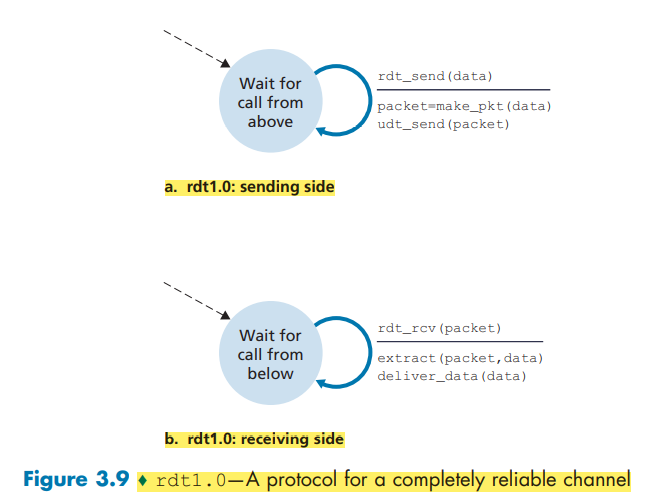 Wait for
call from
above
rdt_send(data)
packet=make_pkt(data)
udt_send(packet)
a. rdt1.0: sending side
Wait for
call from
below
rdt_rcv(packet)
extract(packet,data)
deliver_data(data)
b. rdt1.0: receiving side
Figure 3.9 ♦ rdt1.0—A protocol for a completely reliable channel